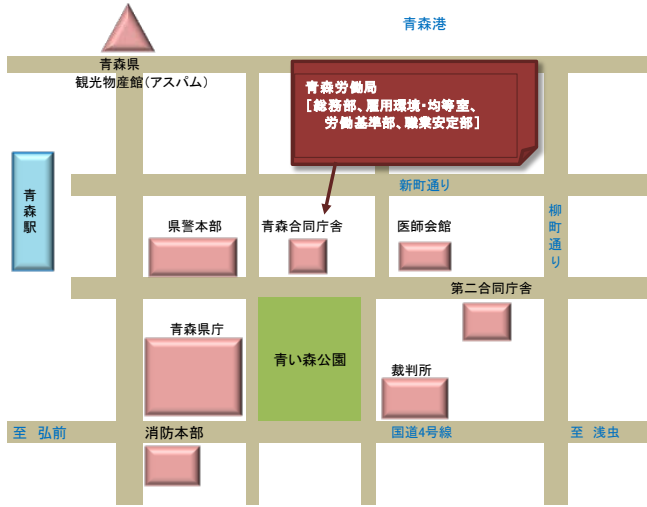 青森港
青森県
観光物産館(アスパム)
青森労働局
[総務部、雇用環境・均等室、
労働基準部、職業安定部]
新町通り
青森駅
柳町通り
県警本部
青森合同庁舎
医師会館
第二合同庁舎
青森県庁
青い森公園
裁判所
至 弘前
消防本部
国道4号線
至 浅虫